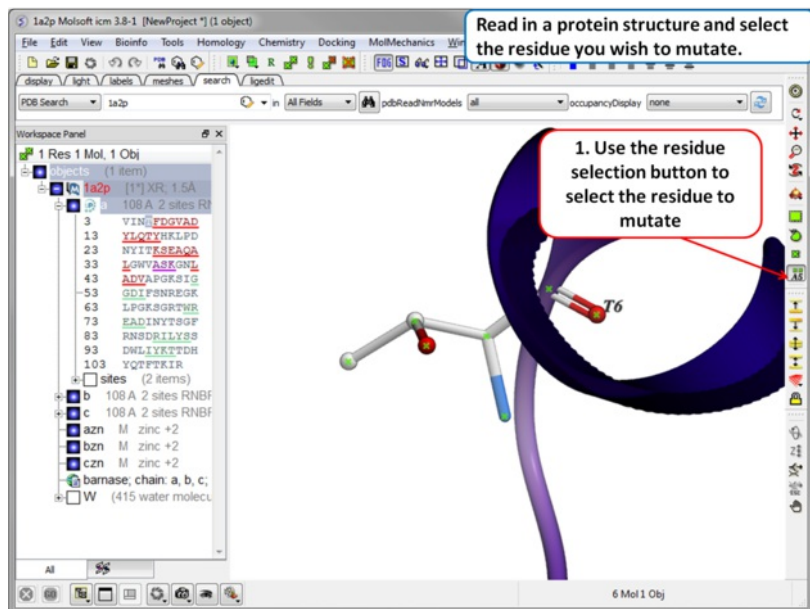 1a2p Molsoft icm 3.8-1 [NewProject *] (1 object)
Read in a protein structure and select
the residue you wish to mutate.
File Edit View Bioinfo Tools Homology Chemistry Docking MolMechanics
display light labels meshes search ligedit
PDB Search 1a2p in All Fields pdbReadNmrModels all occupancyDisplay none
Workspace Panel
1 Res 1 Mol, 1 Obj
objects (1 item)
1a2p [1*] XR; 1.5Å
a 108 A 2 sites
3 VIN FDGVAD
13 YLQTYHKLPD
23 NYITKSEAQA
33 LGWVASKGNL
43 ADVAPGKSIG
53 GDIFSNREGK
63 LPGKSGRTWR
73 EADINYTSGF
83 RNSDRILYSS
93 DWLIYKTTDH
103 YQTFTKIR
sites (2 items)
b 108 A 2 sites RNBF
c 108 A 2 sites RNBF
azn M zinc +2
bzn M zinc +2
czn M zinc +2
barnase; chain: a, b, c;
W (415 water molecu
All
1. Use the residue
selection button to
select the residue to
mutate
T6
AS
6 Mol 1 Obj